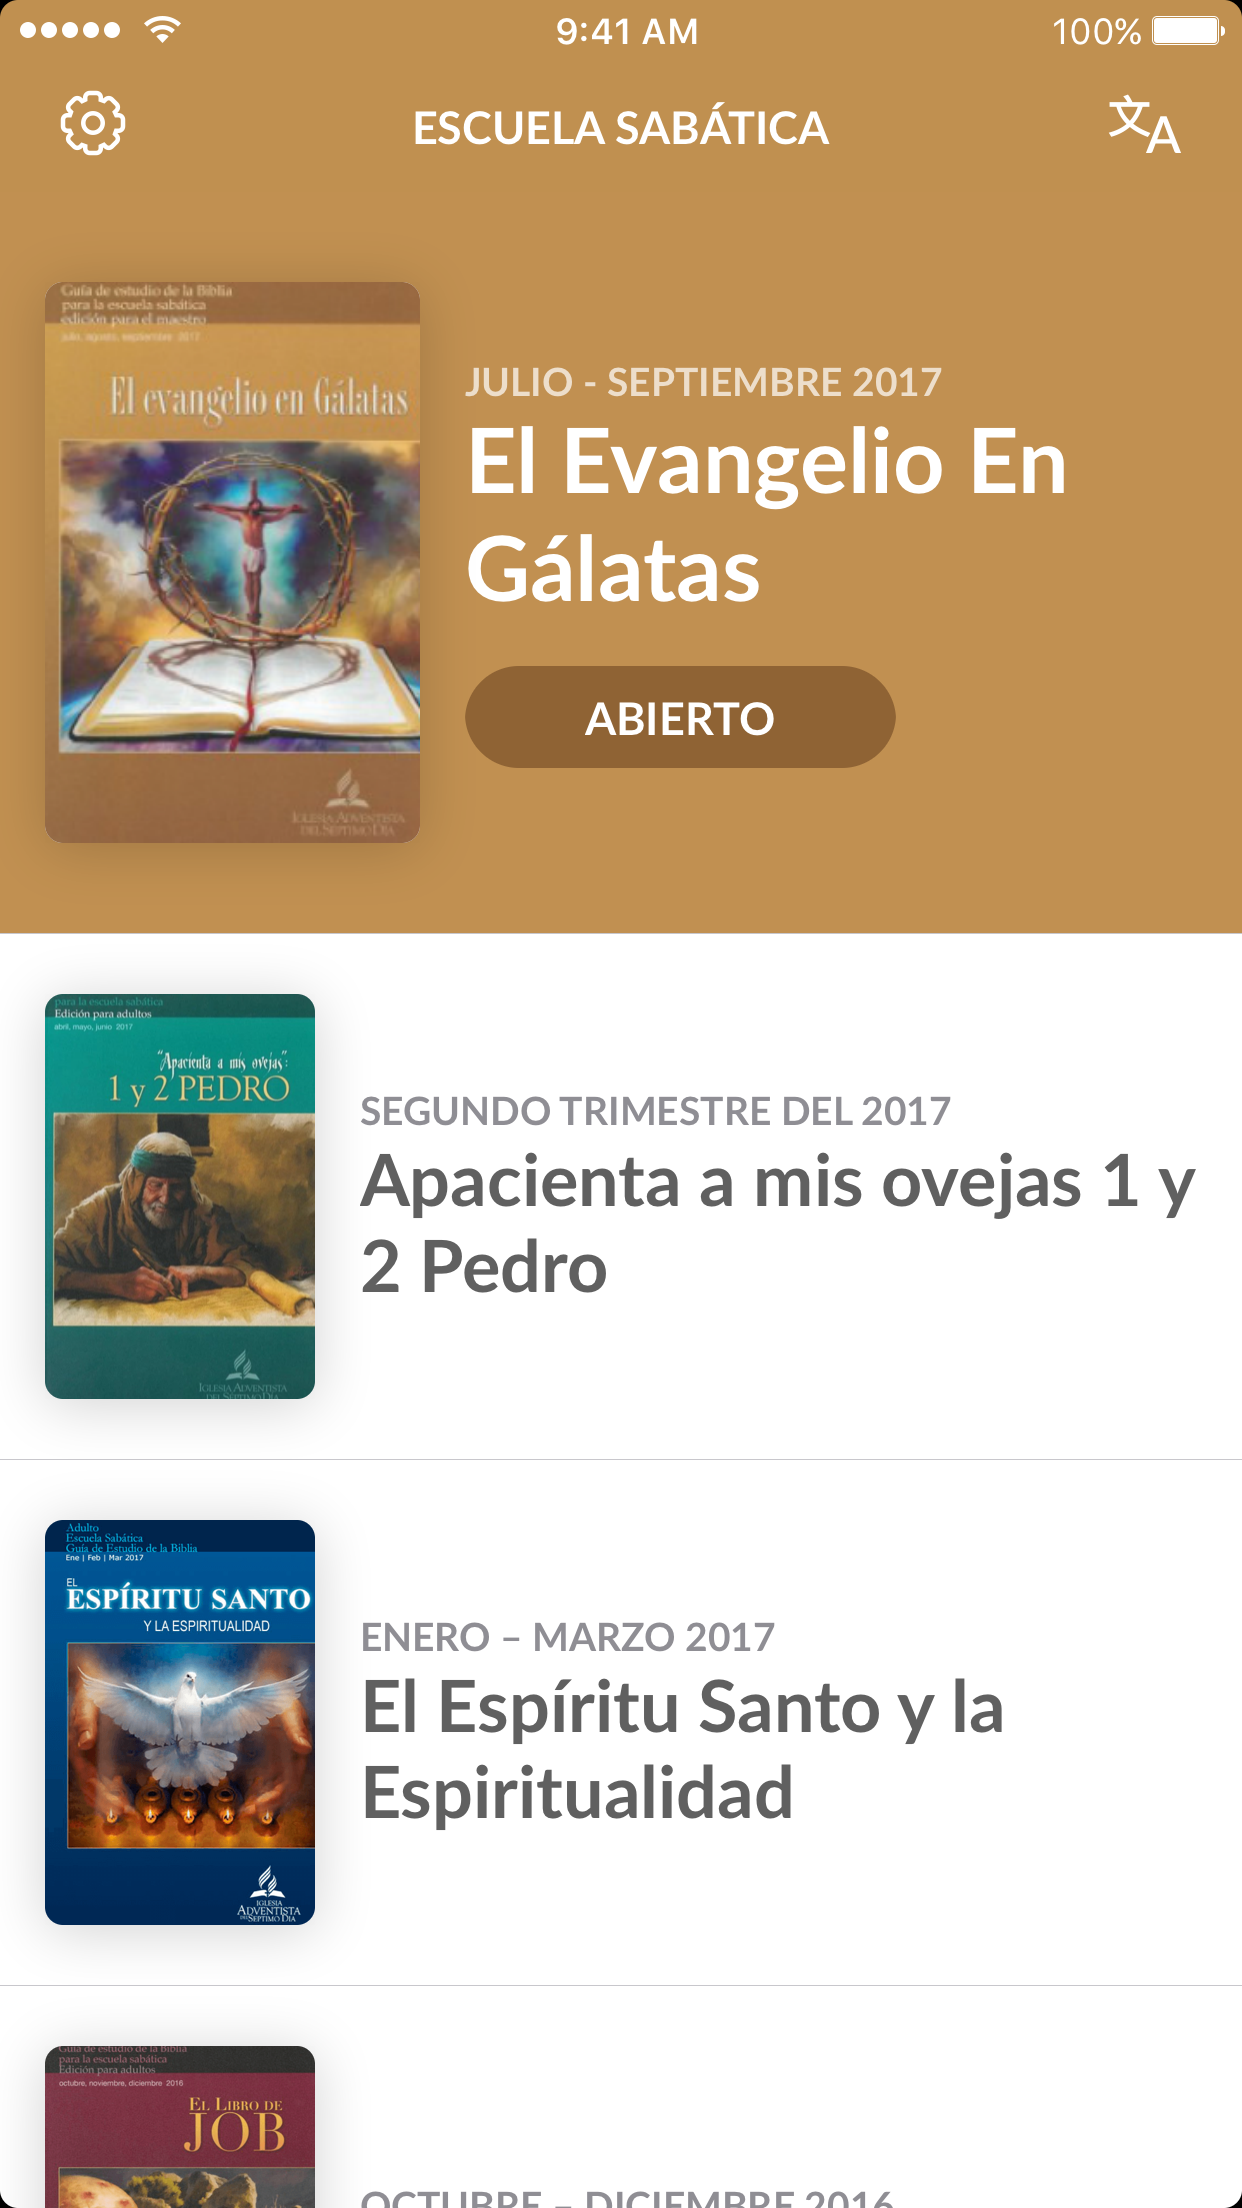 9:41 AM
100%
ESCUELA SABÁTICA
文A
Guía de estudio de la Biblia
para la escuela sabática
edición para el maestro
julio, agosto, septiembre 2017
El evangelio en Gálatas
IGLESIA ADVENTISTA
DEL SÉPTIMO DÍA
JULIO - SEPTIEMBRE 2017
El Evangelio En
Gálatas
ABIERTO
para la escuela sabática
Edición para adultos
abril, mayo, junio 2017
"Apacienta a mis ovejas":
1 y 2 PEDRO
IGLESIA ADVENTISTA
DEL SÉPTIMO DÍA
SEGUNDO TRIMESTRE DEL 2017
Apacienta a mis ovejas 1 y
2 Pedro
Adulto
Escuela Sabática
Guía de Estudio de la Biblia
Ene | Feb | Mar 2017
EL
ESPÍRITU SANTO
Y LA ESPIRITUALIDAD
IGLESIA
ADVENTISTA
DEL SÉPTIMO DÍA
ENERO – MARZO 2017
El Espíritu Santo y la
Espiritualidad
Guía de estudio de la Biblia
para la escuela sabática
Edición para adultos
octubre, noviembre, diciembre 2016
EL LIBRO DE
JOB
OCTUBRE – DICIEMBRE 2016